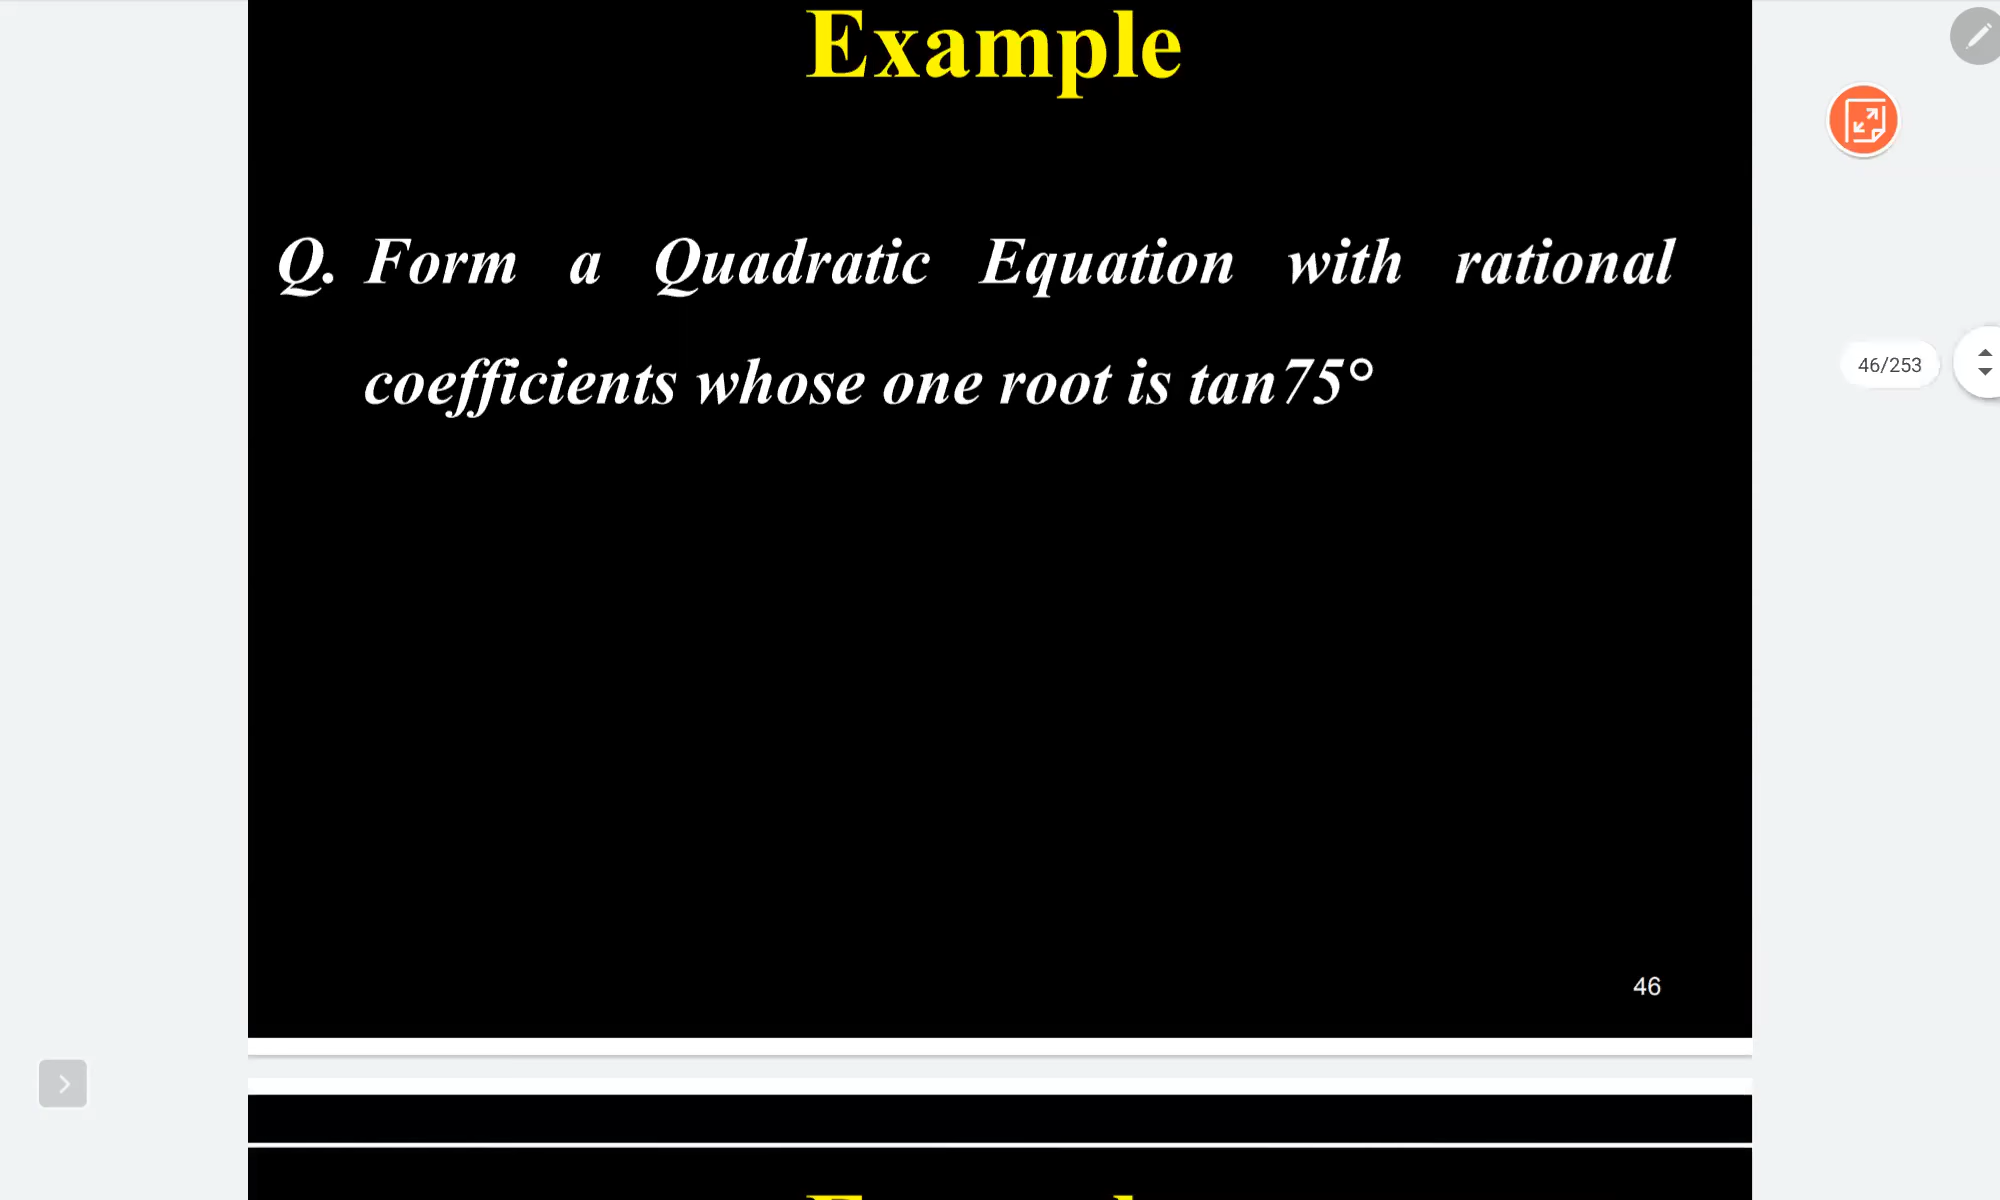 Example
Q. Form a Quadratic Equation with rational
coefficients whose one root is tan75°
46/253
46